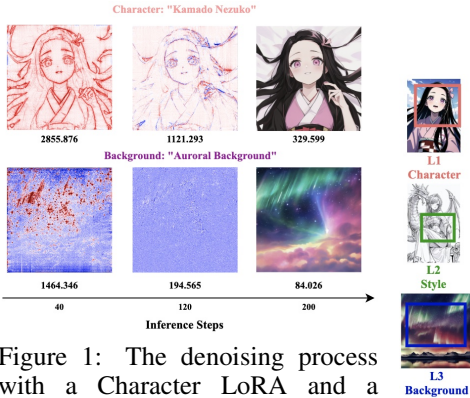 Character: "Kamado Nezuko"
2855.876 1121.293 329.599
Background: "Auroral Background"
1464.346 194.565 84.026
40 120 200
Inference Steps
Figure 1: The denoising process
with a Character LoRA and a
L1
Character
L2
Style
L3
Background